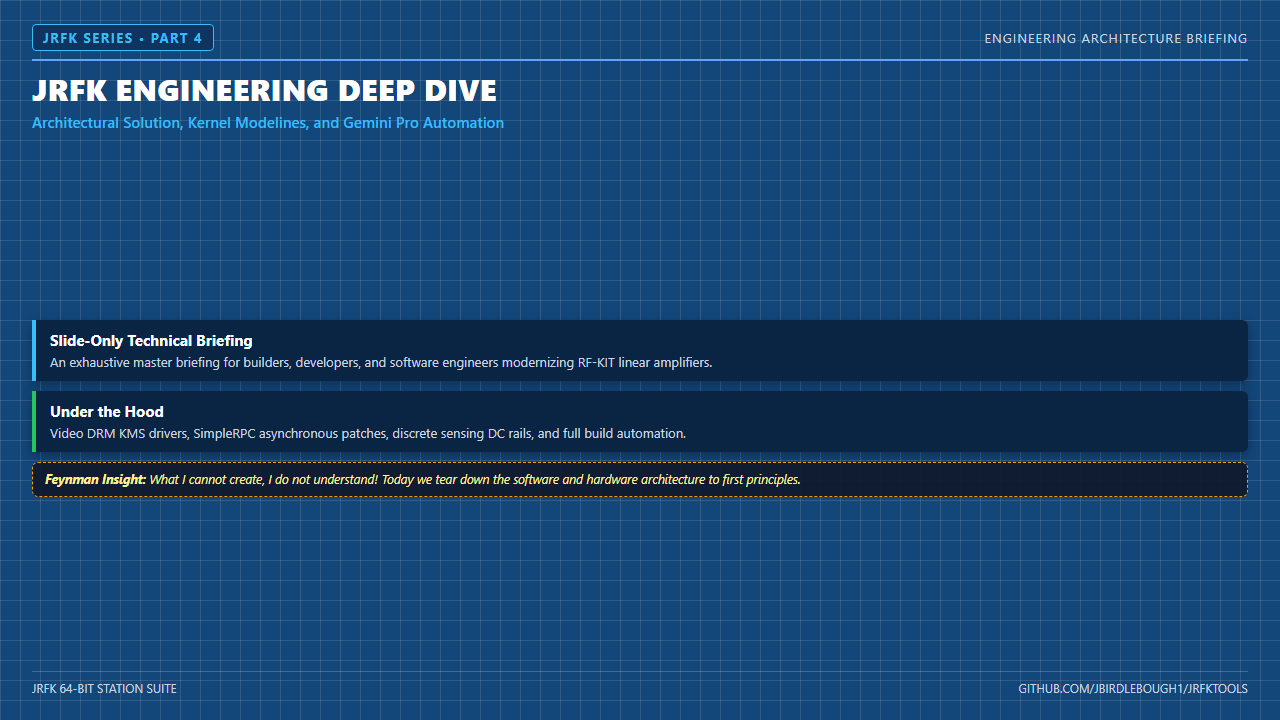 JRFK SERIES • PART 4
ENGINEERING ARCHITECTURE BRIEFING
JRFK ENGINEERING DEEP DIVE
Architectural Solution, Kernel Modelines, and Gemini Pro Automation
Slide-Only Technical Briefing
An exhaustive master briefing for builders, developers, and software engineers modernizing RF-KIT linear amplifiers.
Under the Hood
Video DRM KMS drivers, SimpleRPC asynchronous patches, discrete sensing DC rails, and full build automation.
Feynman Insight: What I cannot create, I do not understand! Today we tear down the software and hardware architecture to first principles.
JRFK 64-BIT STATION SUITE
GITHUB.COM/JBIRDLEBOUGH1/JRFKTOOLS